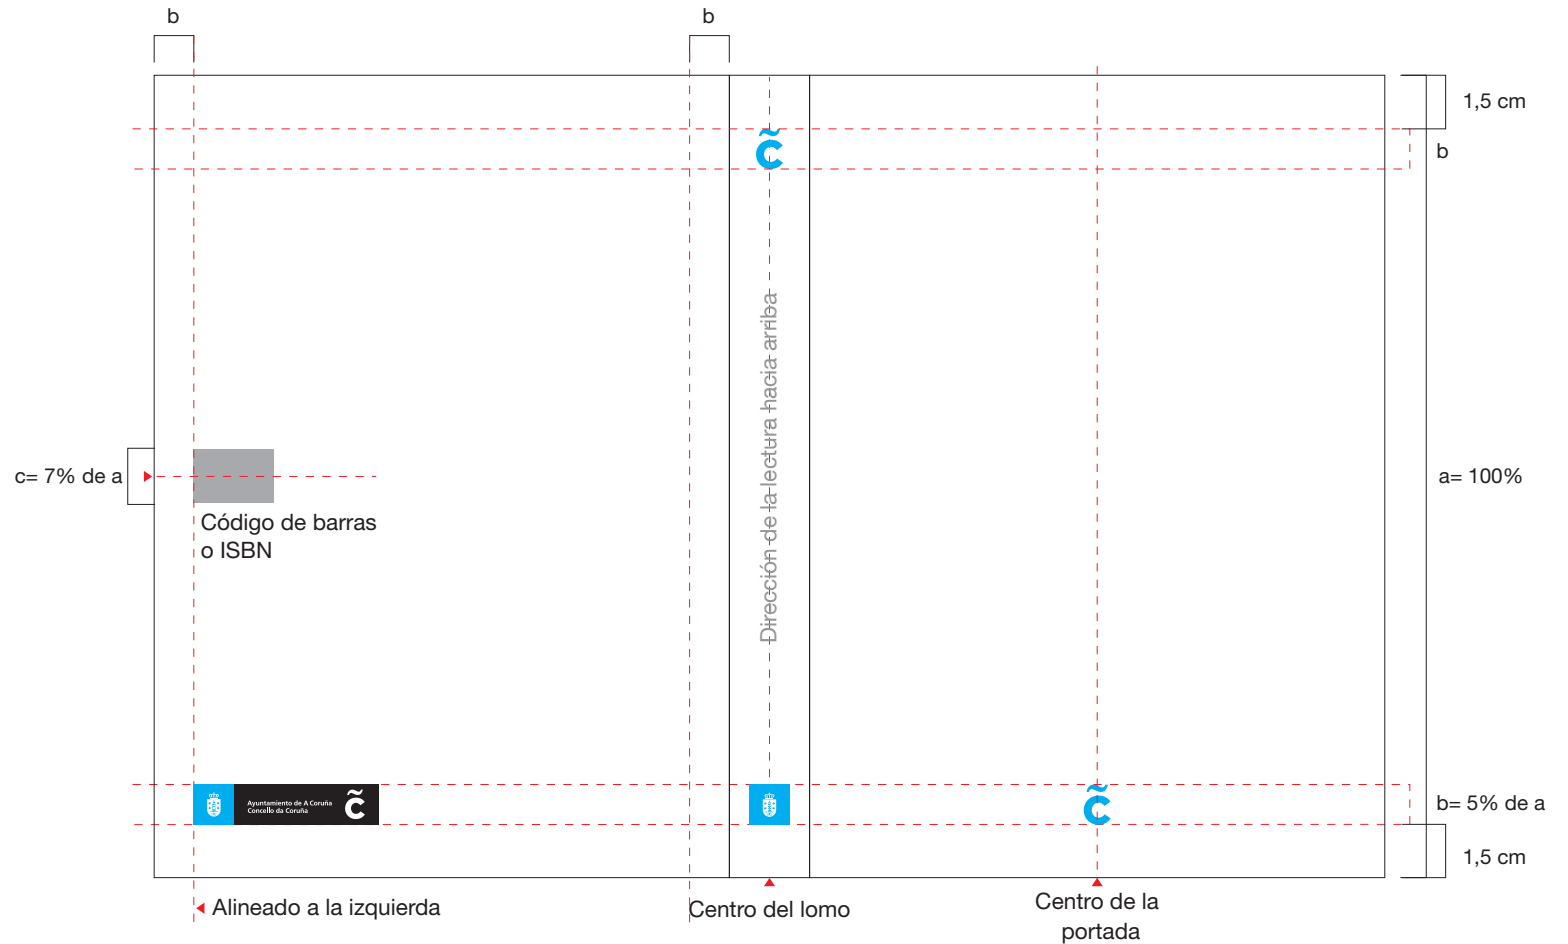 b
b
1,5 cm
b
Dirección de la lectura hacia arriba
c= 7% de a
a= 100%
Código de barras
o ISBN
Ayuntamiento de A Coruña
Concello da Coruña
b= 5% de a
1,5 cm
Alineado a la izquierda
Centro del lomo
Centro de la
portada